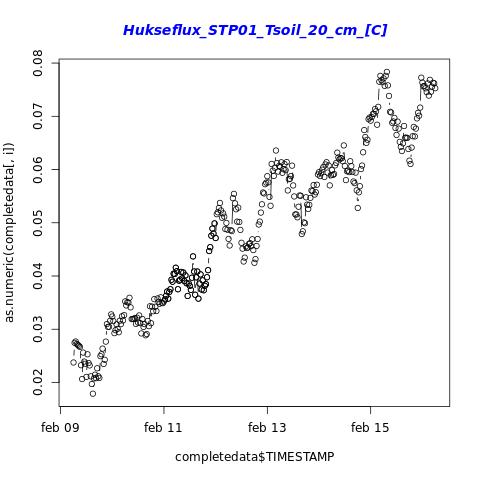 Hukseflux_STP01_Tsoil_20_cm_[C]
as.numeric(completedata[, i])
0.08
0.07
0.06
0.05
0.04
0.03
0.02
feb 09 feb 11 feb 13 feb 15
completedata$TIMESTAMP